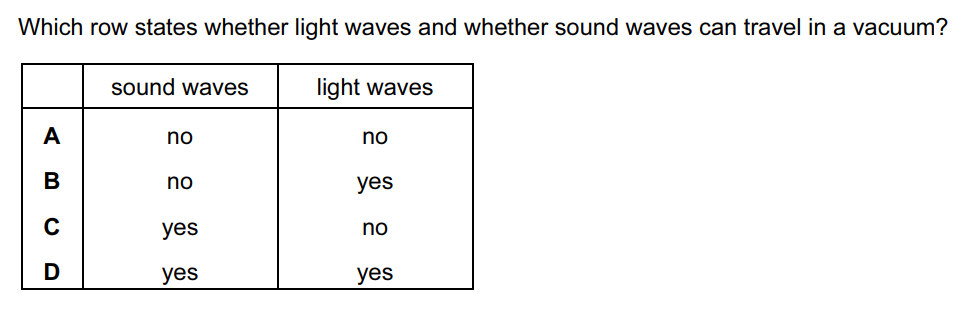 Which row states whether light waves and whether sound waves can travel in a vacuum?
sound waves light waves
A no no
B no yes
C yes no
D yes yes